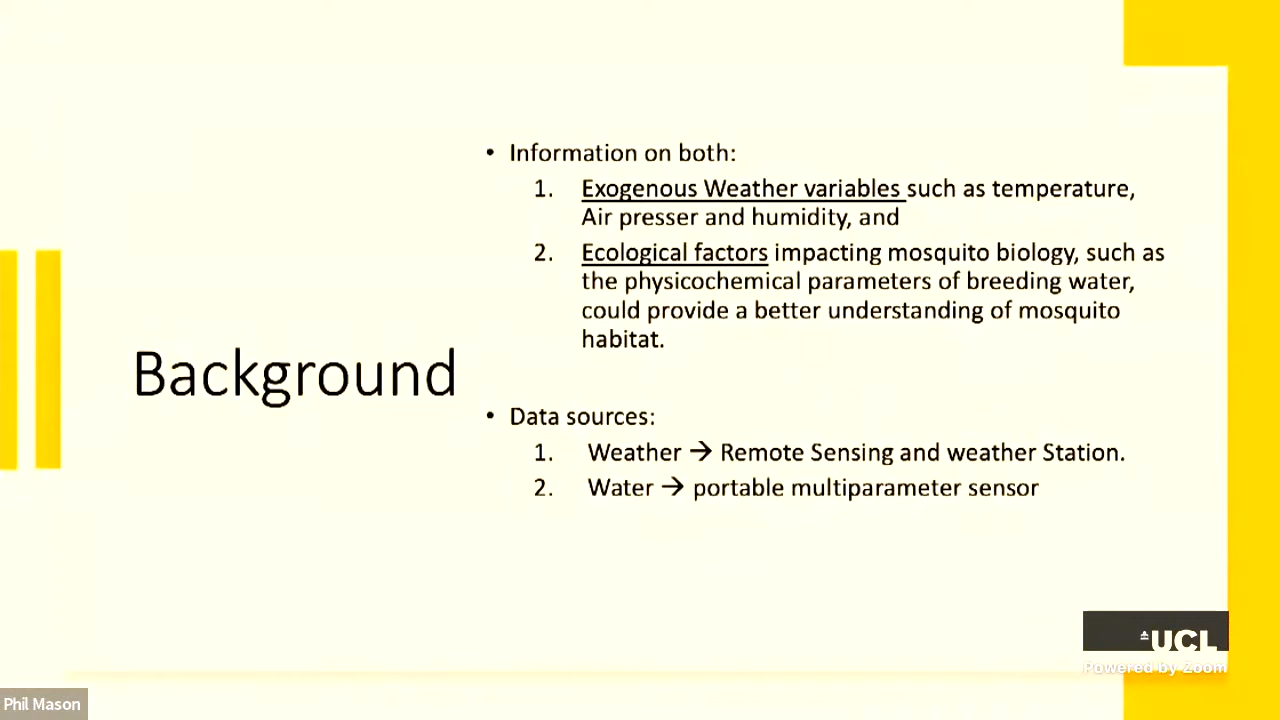 Background
• Information on both:
1. Exogenous Weather variables such as temperature,
Air presser and humidity, and
2. Ecological factors impacting mosquito biology, such as
the physicochemical parameters of breeding water,
could provide a better understanding of mosquito
habitat.
• Data sources:
1. Weather → Remote Sensing and weather Station.
2. Water → portable multiparameter sensor
UCL
Powered by Zoom
Phil Mason